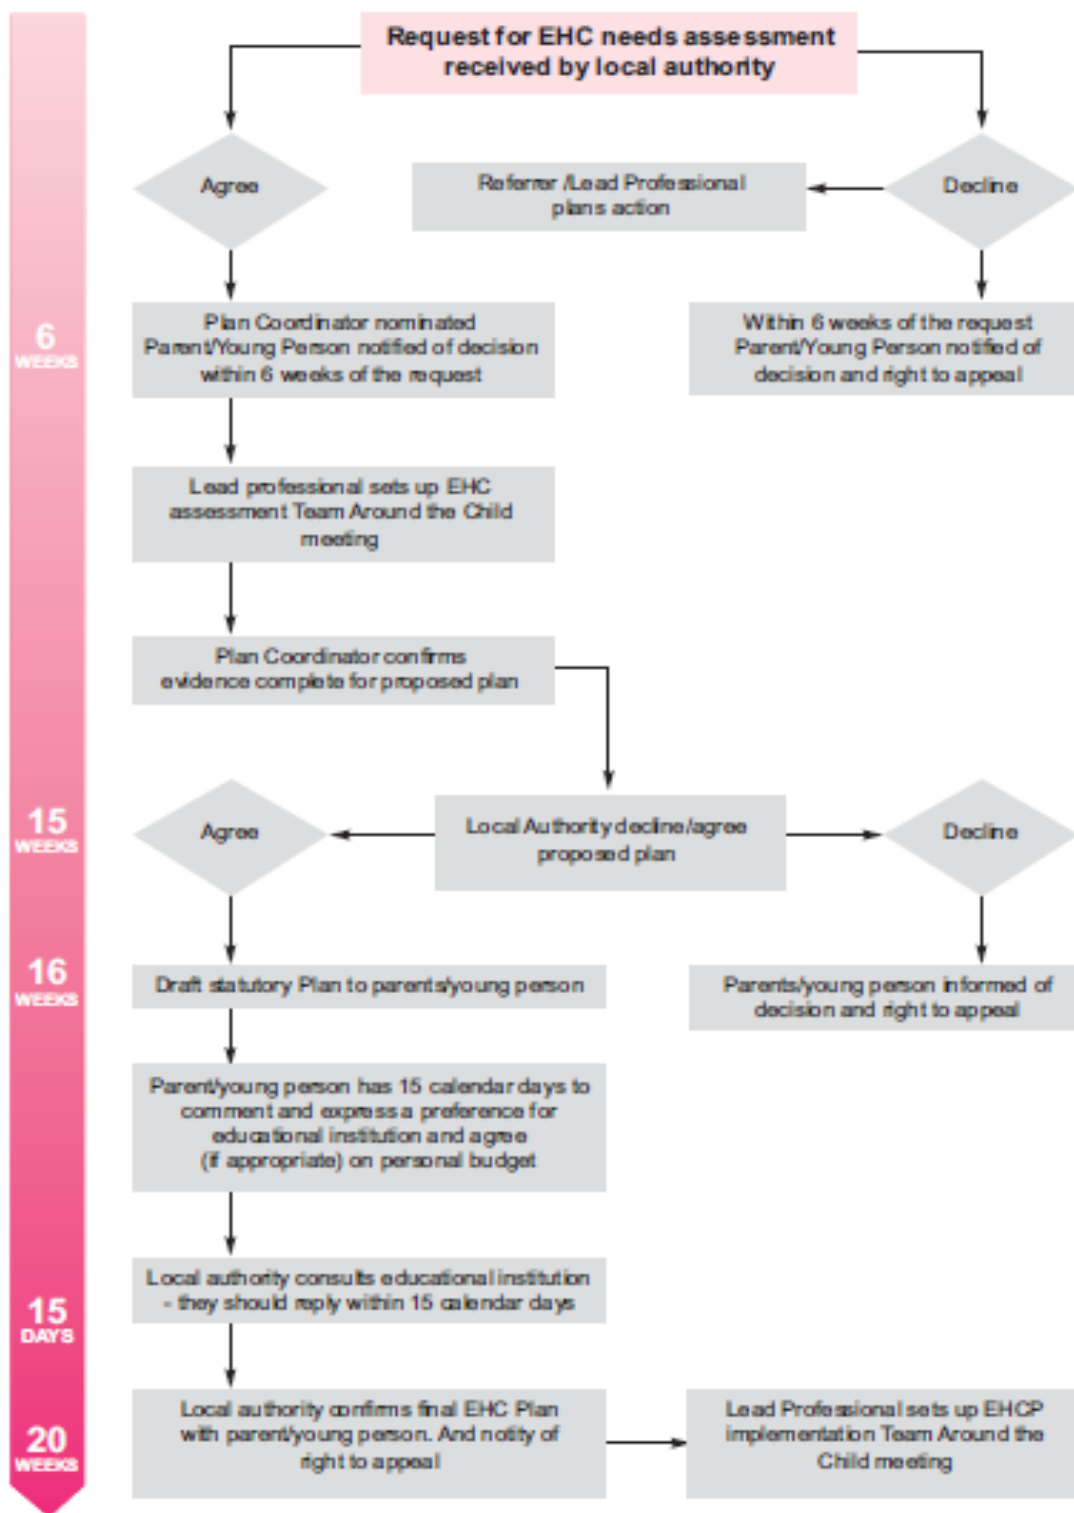 Request for EHC needs assessment
received by local authority
Agree
Referrer /Lead Professional
plans action
Decline
6
WEEKS
Plan Coordinator nominated
Parent/Young Person notified of decision
within 6 weeks of the request
Within 6 weeks of the request
Parent/Young Person notified of
decision and right to appeal
Lead professional sets up EHC
assessment Team Around the Child
meeting
Plan Coordinator confirms
evidence complete for proposed plan
15
WEEKS
Agree
Local Authority decline/agree
proposed plan
Decline
16
WEEKS
Draft statutory Plan to parents/young person
Parents/young person informed of
decision and right to appeal
Parent/young person has 15 calendar days to
comment and express a preference for
educational institution and agree
(if appropriate) on personal budget
Local authority consults educational institution
- they should reply within 15 calendar days
15
DAYS
20
WEEKS
Local authority confirms final EHC Plan
with parent/young person. And notity of
right to appeal
Lead Professional sets up EHCP
implementation Team Around the
Child meeting